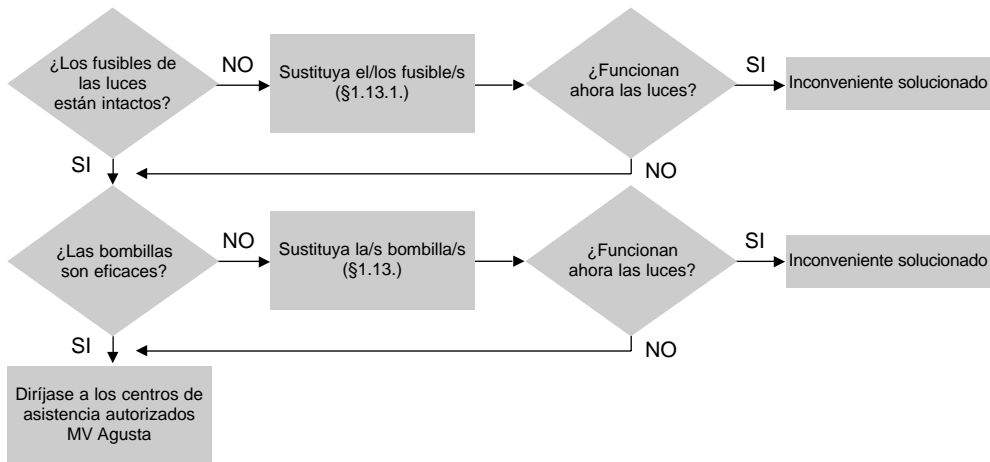 ¿Los fusibles de
las luces
están intactos?
NO
Sustituya el/los fusible/s
(§1.13.1.)
¿Funcionan
ahora las luces?
SI
Inconveniente solucionado
SI
NO
¿Las bombillas
son eficaces?
NO
Sustituya la/s bombilla/s
(§1.13.)
¿Funcionan
ahora las luces?
SI
Inconveniente solucionado
SI
NO
Diríjase a los centros de
asistencia autorizados
MV Agusta